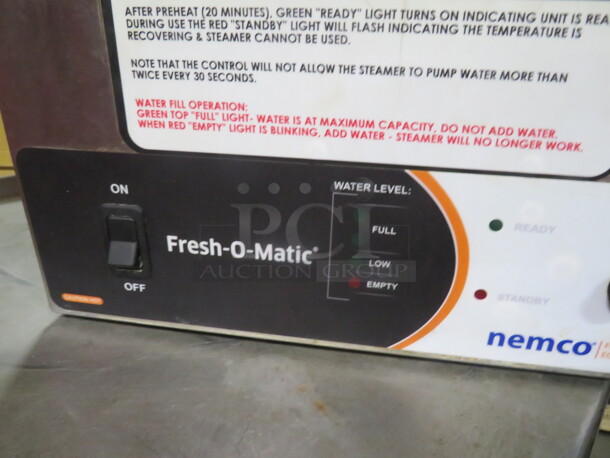 AFTER PREHEAT (20 MINUTES), GREEN "READY" LIGHT TURNS ON INDICATING UNIT IS REA
DURING USE THE RED "STANDBY" LIGHT WILL FLASH INDICATING THE TEMPERATURE IS
RECOVERING & STEAMER CANNOT BE USED.
NOTE THAT THE CONTROL WILL NOT ALLOW THE STEAMER TO PUMP WATER MORE THAN
TWICE EVERY 30 SECONDS.
WATER FILL OPERATION:
GREEN TOP "FULL" LIGHT- WATER IS AT MAXIMUM CAPACITY, DO NOT ADD WATER.
WHEN RED "EMPTY" LIGHT IS BLINKING, ADD WATER - STEAMER WILL NO LONGER WORK.
ON
OFF
Fresh-O-Matic®
WATER LEVEL:
FULL
LOW
EMPTY
READY
STANDBY
nemco®
PCI
AUCTION GROUP